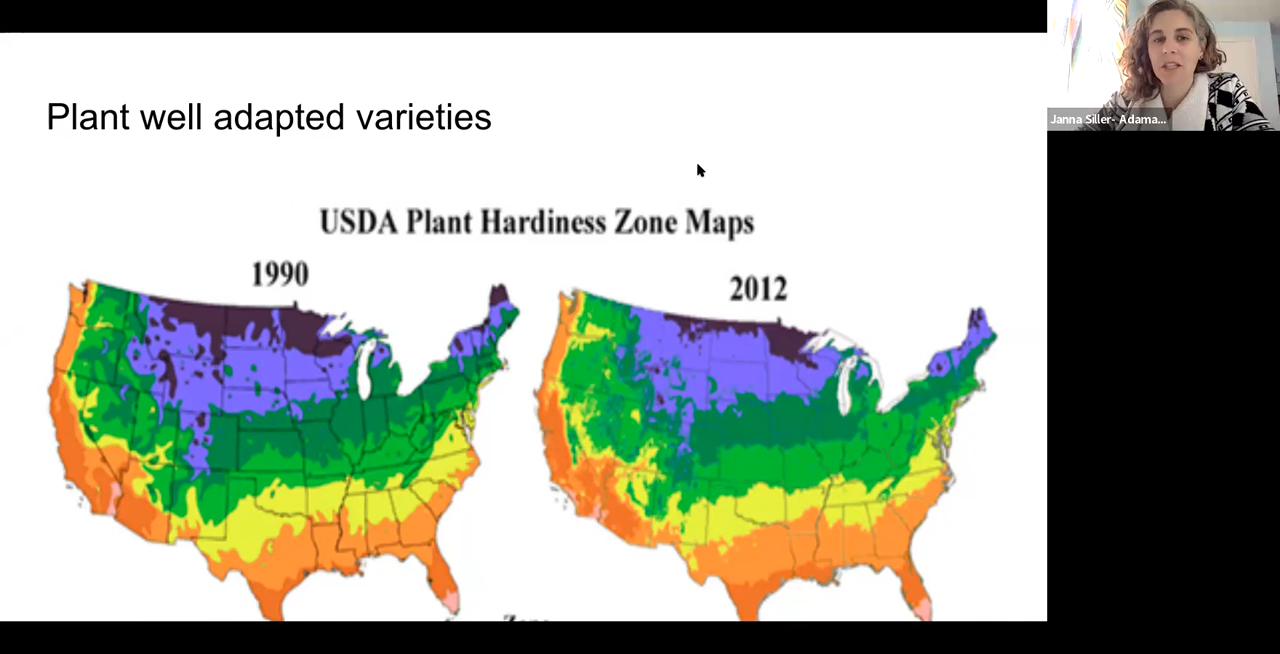 Plant well adapted varieties
USDA Plant Hardiness Zone Maps
1990
2012
Janna Siller- Adama...